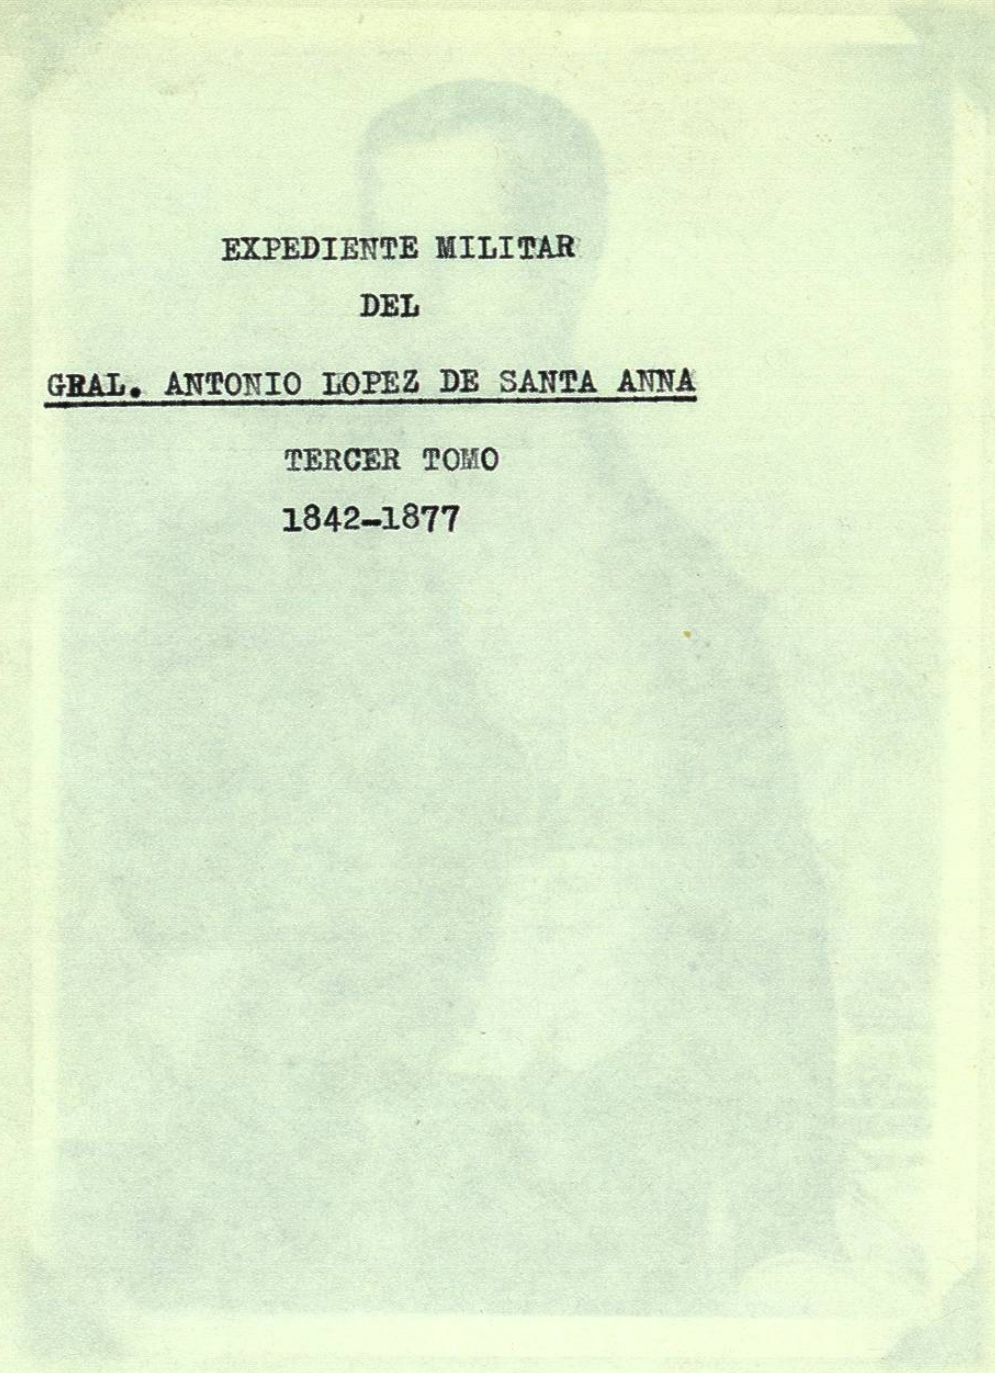 EXPEDIENTE MILITAR
DEL
GRAL. ANTONIO LOPEZ DE SANTA ANNA
TERCER TOMO
1842-1877